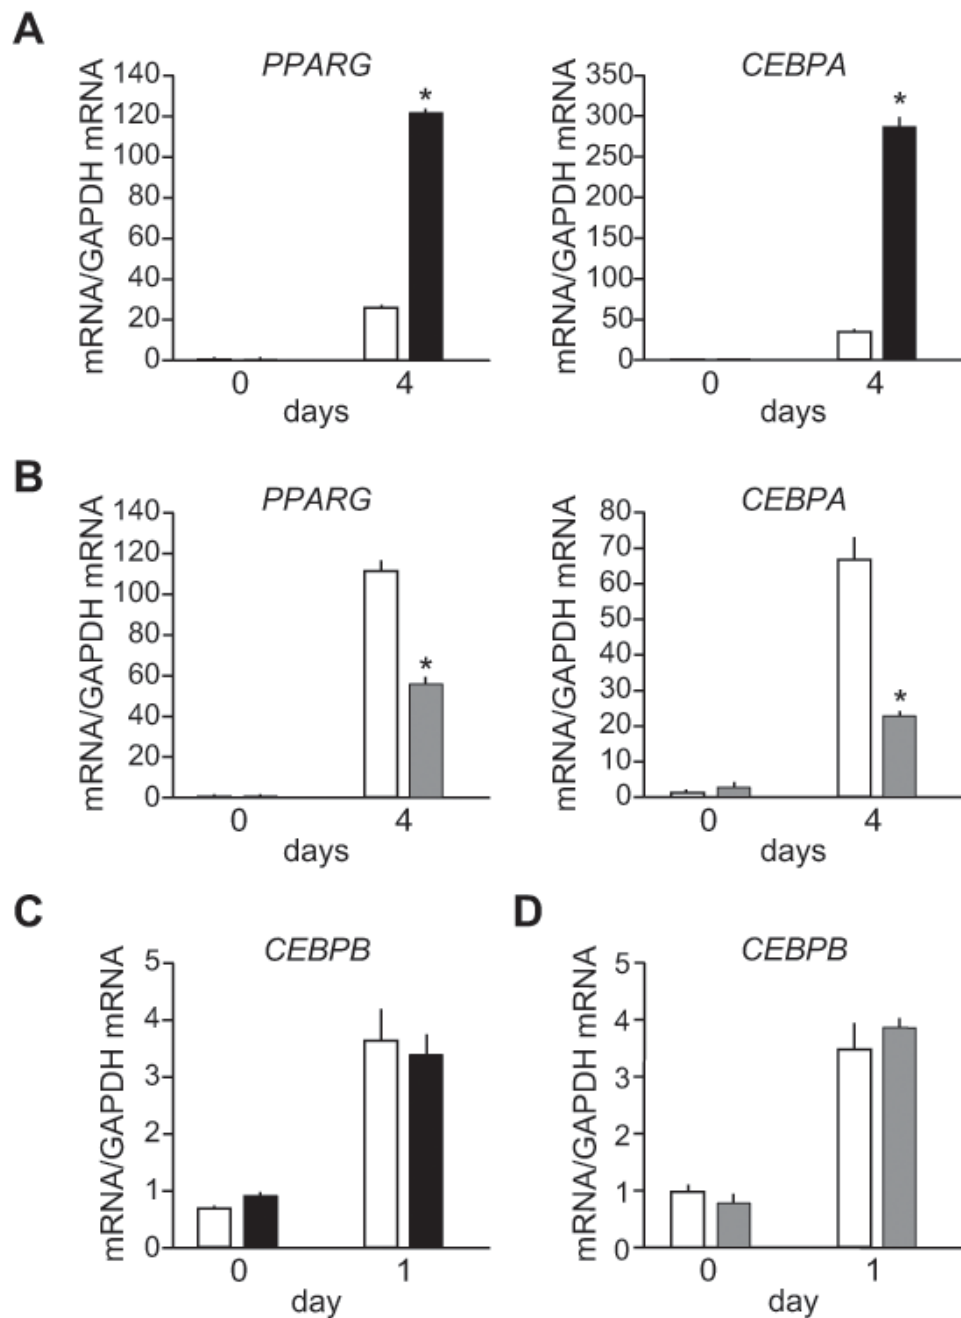 A
PPARG
mRNA/GAPDH mRNA
140
120
100
80
60
40
20
0
*
0 4
days
CEBPA
mRNA/GAPDH mRNA
350
300
250
200
150
100
50
0
*
0 4
days
B
PPARG
mRNA/GAPDH mRNA
140
120
100
80
60
40
20
0
*
0 4
days
CEBPA
mRNA/GAPDH mRNA
80
70
60
50
40
30
20
10
0
*
0 4
days
C
CEBPB
mRNA/GAPDH mRNA
5
4
3
2
1
0
0 1
day
D
CEBPB
mRNA/GAPDH mRNA
5
4
3
2
1
0
0 1
day